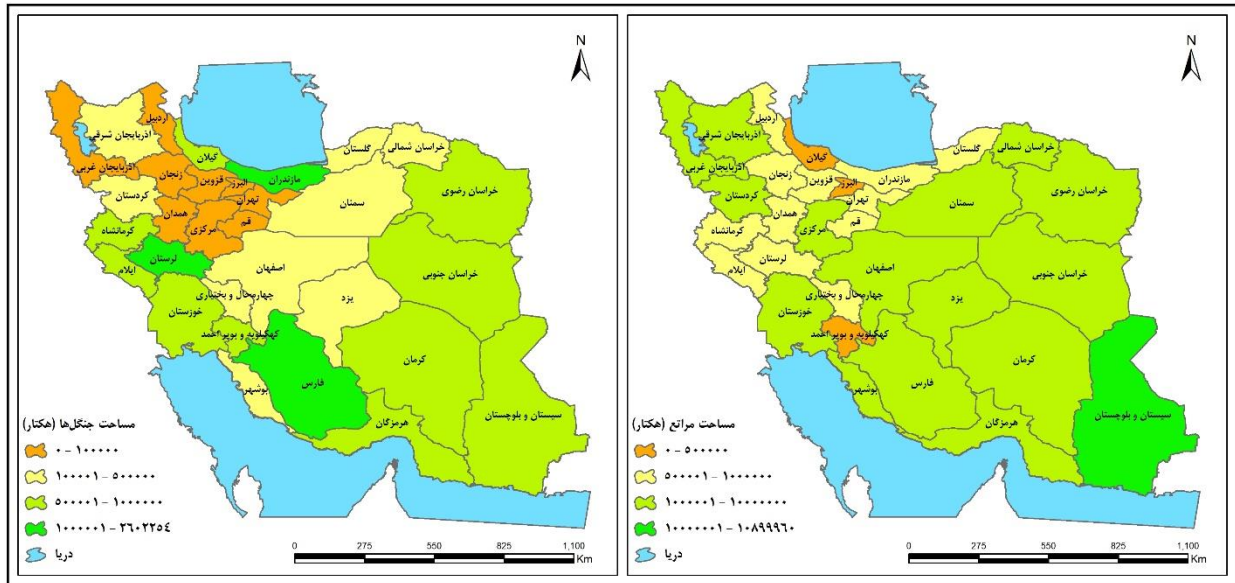 N
اردبیل
آذربایجان شرقی
آذربایجان غربی
گیلان
زنجان
قزوین
البرز
تهران
مازندران
گلستان
خراسان شمالی
خراسان رضوی
سمنان
کردستان
همدان
مرکزی
قم
کرمانشاه
لرستان
ایلام
اصفهان
خراسان جنوبی
چهارمحال و بختیاری
یزد
خوزستان
کهگیلویه و بویر احمد
کرمان
فارس
بوشهر
سیستان و بلوچستان
هرمزگان
مساحت جنگل‌ها (هکتار)
۰ - ۱۰۰۰۰۰
۱۰۰۰۰۱ - ۵۰۰۰۰۰
۵۰۰۰۰۱ - ۱۰۰۰۰۰۰
۱۰۰۰۰۰۱ - ۲۶۰۲۲۵۴
دریا
0 275 550 825 1,100
Km
N
اردبیل
آذربایجان شرقی
آذربایجان غربی
گیلان
زنجان
قزوین
البرز
تهران
مازندران
گلستان
خراسان شمالی
خراسان رضوی
سمنان
کردستان
همدان
مرکزی
قم
کرمانشاه
لرستان
ایلام
اصفهان
خراسان جنوبی
چهارمحال و بختیاری
یزد
خوزستان
کهگیلویه و بویر احمد
کرمان
فارس
بوشهر
سیستان و بلوچستان
هرمزگان
مساحت مراتع (هکتار)
۰ - ۵۰۰۰۰۰
۵۰۰۰۰۱ - ۱۰۰۰۰۰۰
۱۰۰۰۰۰۱ - ۱۰۰۰۰۰۰۰
۱۰۰۰۰۰۰۱ - ۱۰۸۹۹۹۶۰
دریا
0 275 550 825 1,100
Km